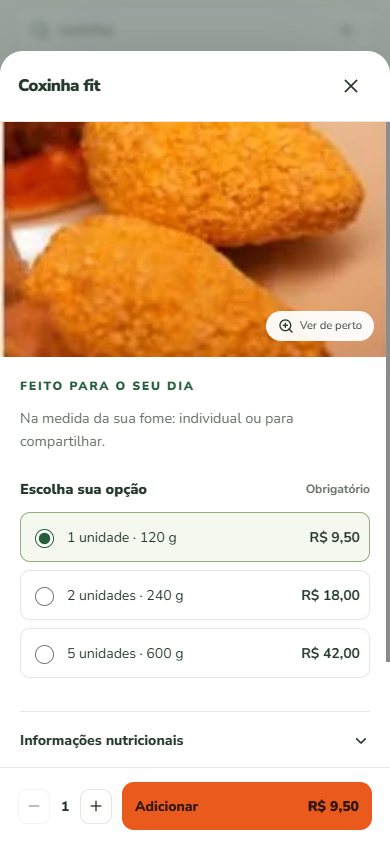 Coxinha fit
Ver de perto
FEITO PARA O SEU DIA
Na medida da sua fome: individual ou para
compartilhar.
Escolha sua opção
Obrigatório
1 unidade · 120 g
R$ 9,50
2 unidades · 240 g
R$ 18,00
5 unidades · 600 g
R$ 42,00
Informações nutricionais
1
Adicionar
R$ 9,50